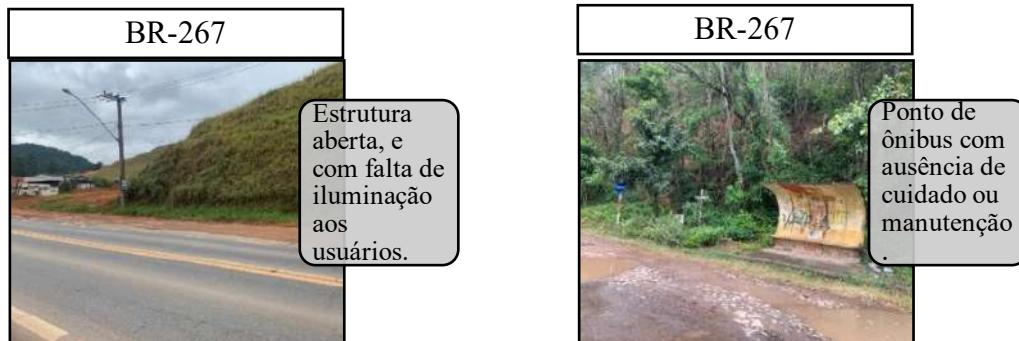 BR-267
Estrutura
aberta, e
com falta de
iluminação
aos
usuários.
BR-267
Ponto de
ônibus com
ausência de
cuidado ou
manutenção
.